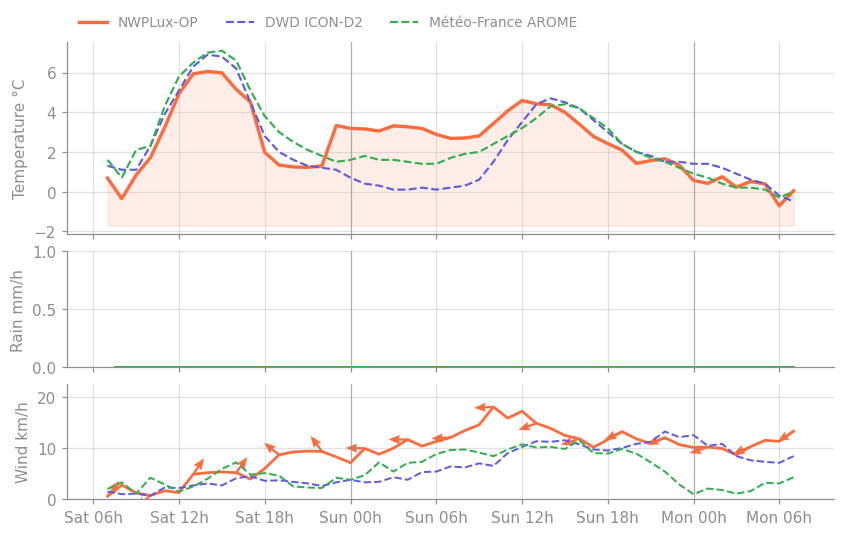 NWPLux-OP DWD ICON-D2 Météo-France AROME
Temperature °C
6
4
2
0
−2
Rain mm/h
1.0
0.5
0.0
Wind km/h
20
10
0
Sat 06h Sat 12h Sat 18h Sun 00h Sun 06h Sun 12h Sun 18h Mon 00h Mon 06h